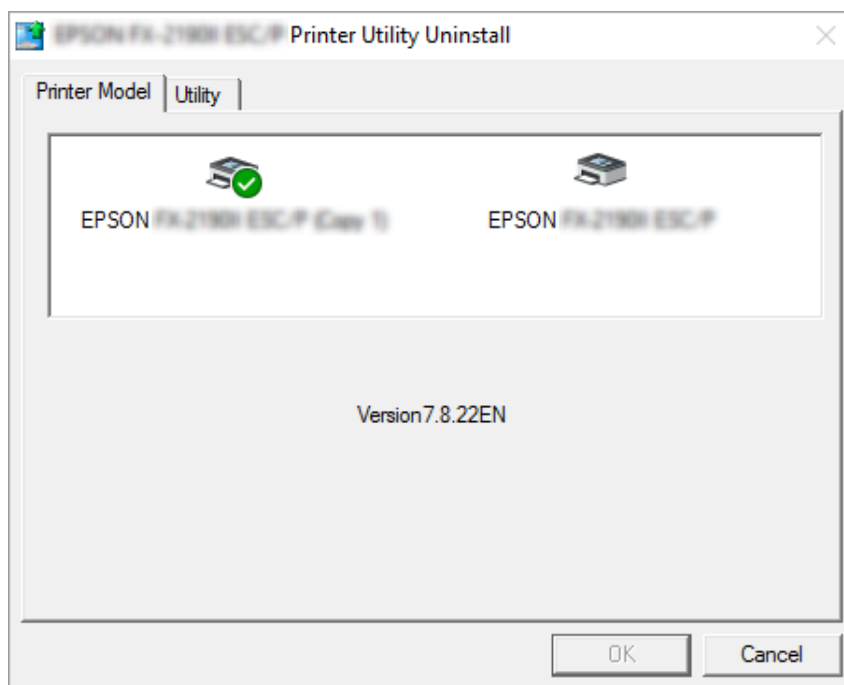 Printer Utility Uninstall
Printer Model
Utility
EPSON
EPSON
Version7.8.22EN
OK
Cancel